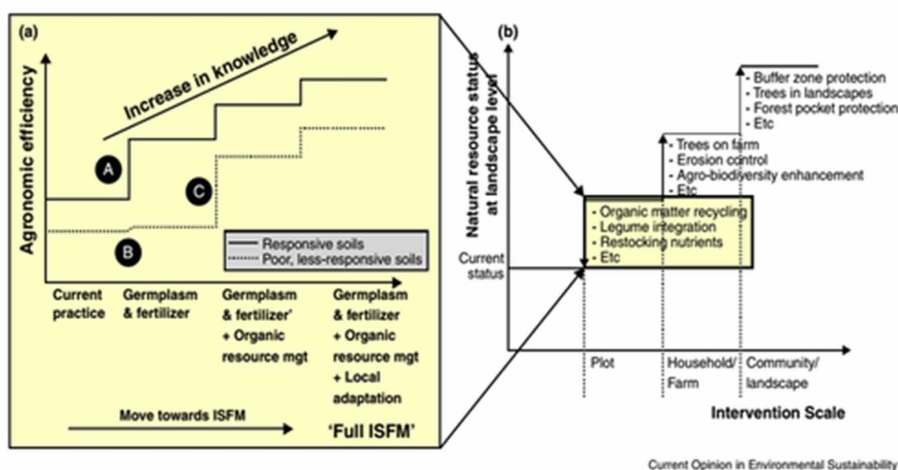 (a)
Agronomic efficiency
Increase in knowledge
A
B
C
Responsive soils
Poor, less-responsive soils
Current
practice
Germplasm
& fertilizer
Germplasm
& fertilizer'
+ Organic
resource mgt
Germplasm
& fertilizer
+ Organic
resource mgt
+ Local
adaptation
Move towards ISFM
'Full ISFM'
(b)
Natural resource status
at landscape level
- Buffer zone protection
- Trees in landscapes
- Forest pocket protection
- Etc
- Trees on farm
- Erosion control
- Agro-biodiversity enhancement
- Etc
- Organic matter recycling
- Legume integration
- Restocking nutrients
- Etc
Current
status
Plot
Household/
Farm
Community/
landscape
Intervention Scale
Current Opinion in Environmental Sustainability